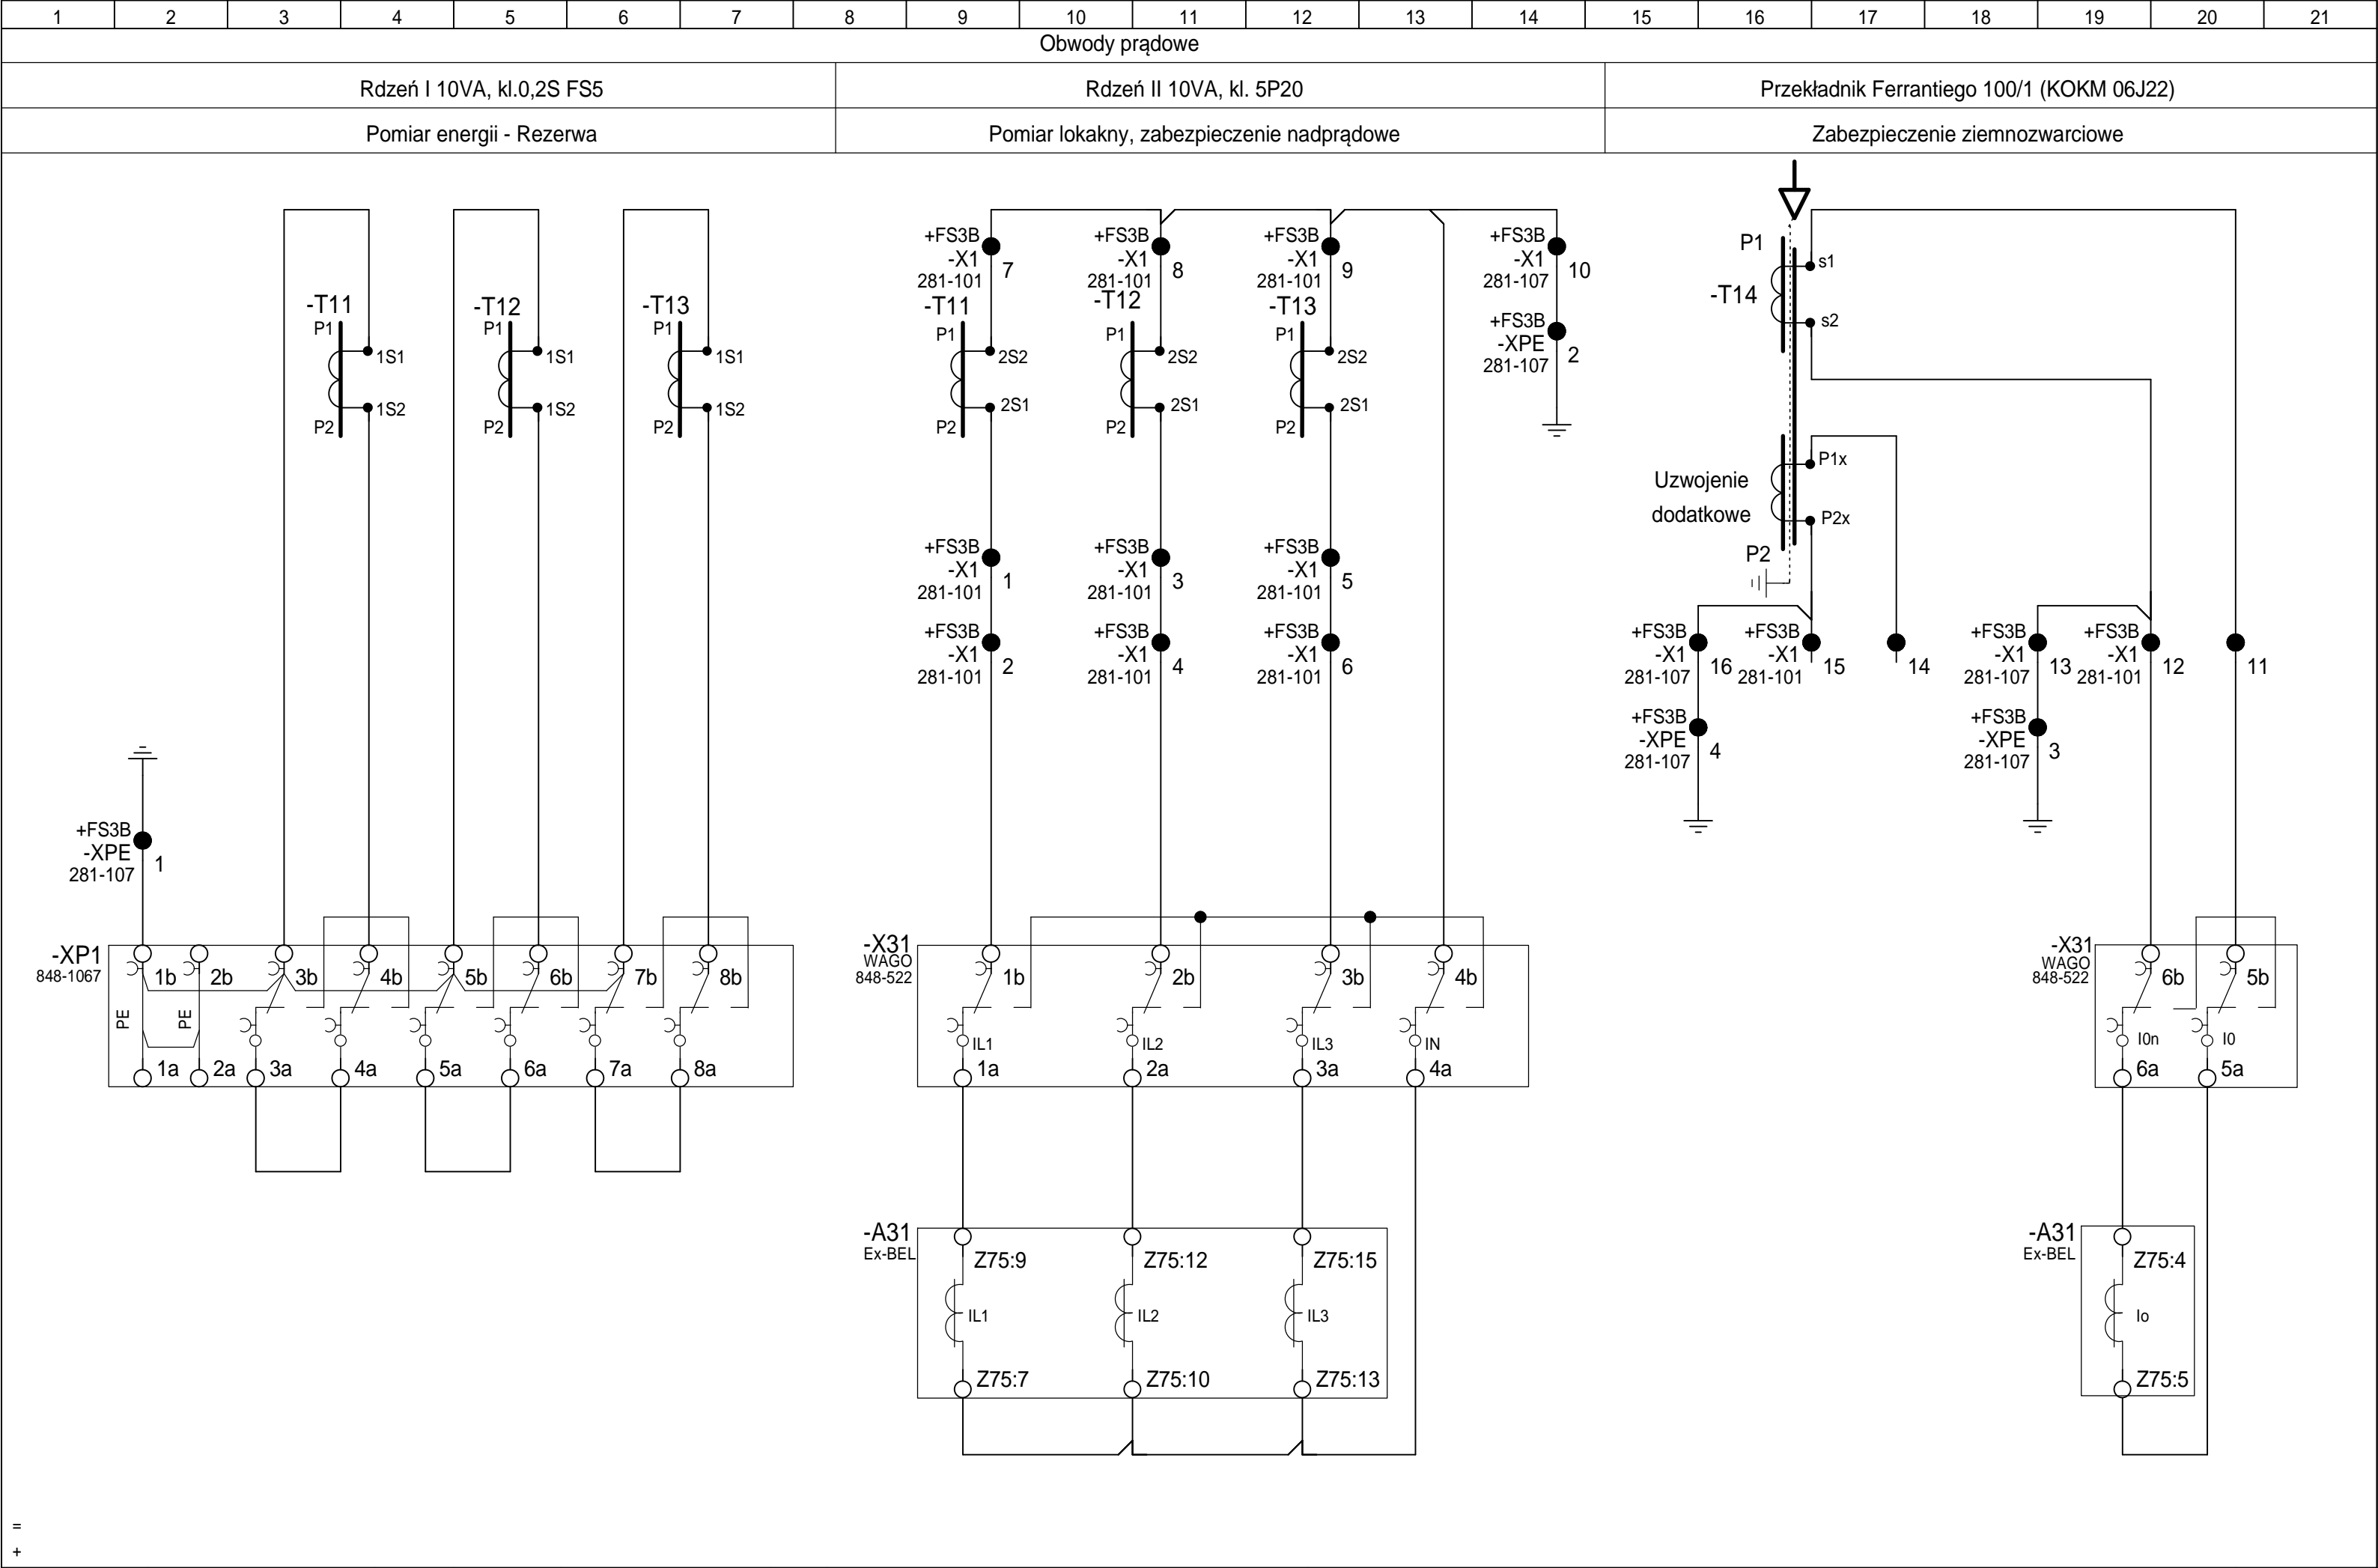 1 2 3 4 5 6 7 8 9 10 11 12 13 14 15 16 17 18 19 20 21
Obwody prądowe
Rdzeń I 10VA, kl.0,2S FS5
Rdzeń II 10VA, kl. 5P20
Przekładnik Ferrantiego 100/1 (KOKM 06J22)
Pomiar energii - Rezerwa
Pomiar lokakny, zabezpieczenie nadprądowe
Zabezpieczenie ziemnozwarciowe
-T11
P1
1S1
1S2
P2
-T12
P1
1S1
1S2
P2
-T13
P1
1S1
1S2
P2
+FS3B
-XPE
281-107
1
-XP1
848-1067
1b 2b 3b 4b 5b 6b 7b 8b
PE PE
1a 2a 3a 4a 5a 6a 7a 8a
+FS3B
-X1
281-101
7
+FS3B
-X1
281-101
8
+FS3B
-X1
281-101
9
+FS3B
-X1
281-107
10
+FS3B
-XPE
281-107
2
-T11
P1
2S2
2S1
P2
-T12
P1
2S2
2S1
P2
-T13
P1
2S2
2S1
P2
+FS3B
-X1
281-101
1
+FS3B
-X1
281-101
3
+FS3B
-X1
281-101
5
+FS3B
-X1
281-101
2
+FS3B
-X1
281-101
4
+FS3B
-X1
281-101
6
-X31
WAGO
848-522
1b 2b 3b 4b
IL1 IL2 IL3 IN
1a 2a 3a 4a
-A31
Ex-BEL
Z75:9 Z75:12 Z75:15
IL1 IL2 IL3
Z75:7 Z75:10 Z75:13
P1
s1
-T14
s2
P1x
Uzwojenie
dodatkowe
P2x
P2
+FS3B
-X1
281-107
16
+FS3B
-X1
281-101
15
14
+FS3B
-X1
281-107
13
+FS3B
-X1
281-101
12
11
+FS3B
-XPE
281-107
4
+FS3B
-XPE
281-107
3
-X31
WAGO
848-522
6b 5b
I0n I0
6a 5a
-A31
Ex-BEL
Z75:4
Io
Z75:5
=
+